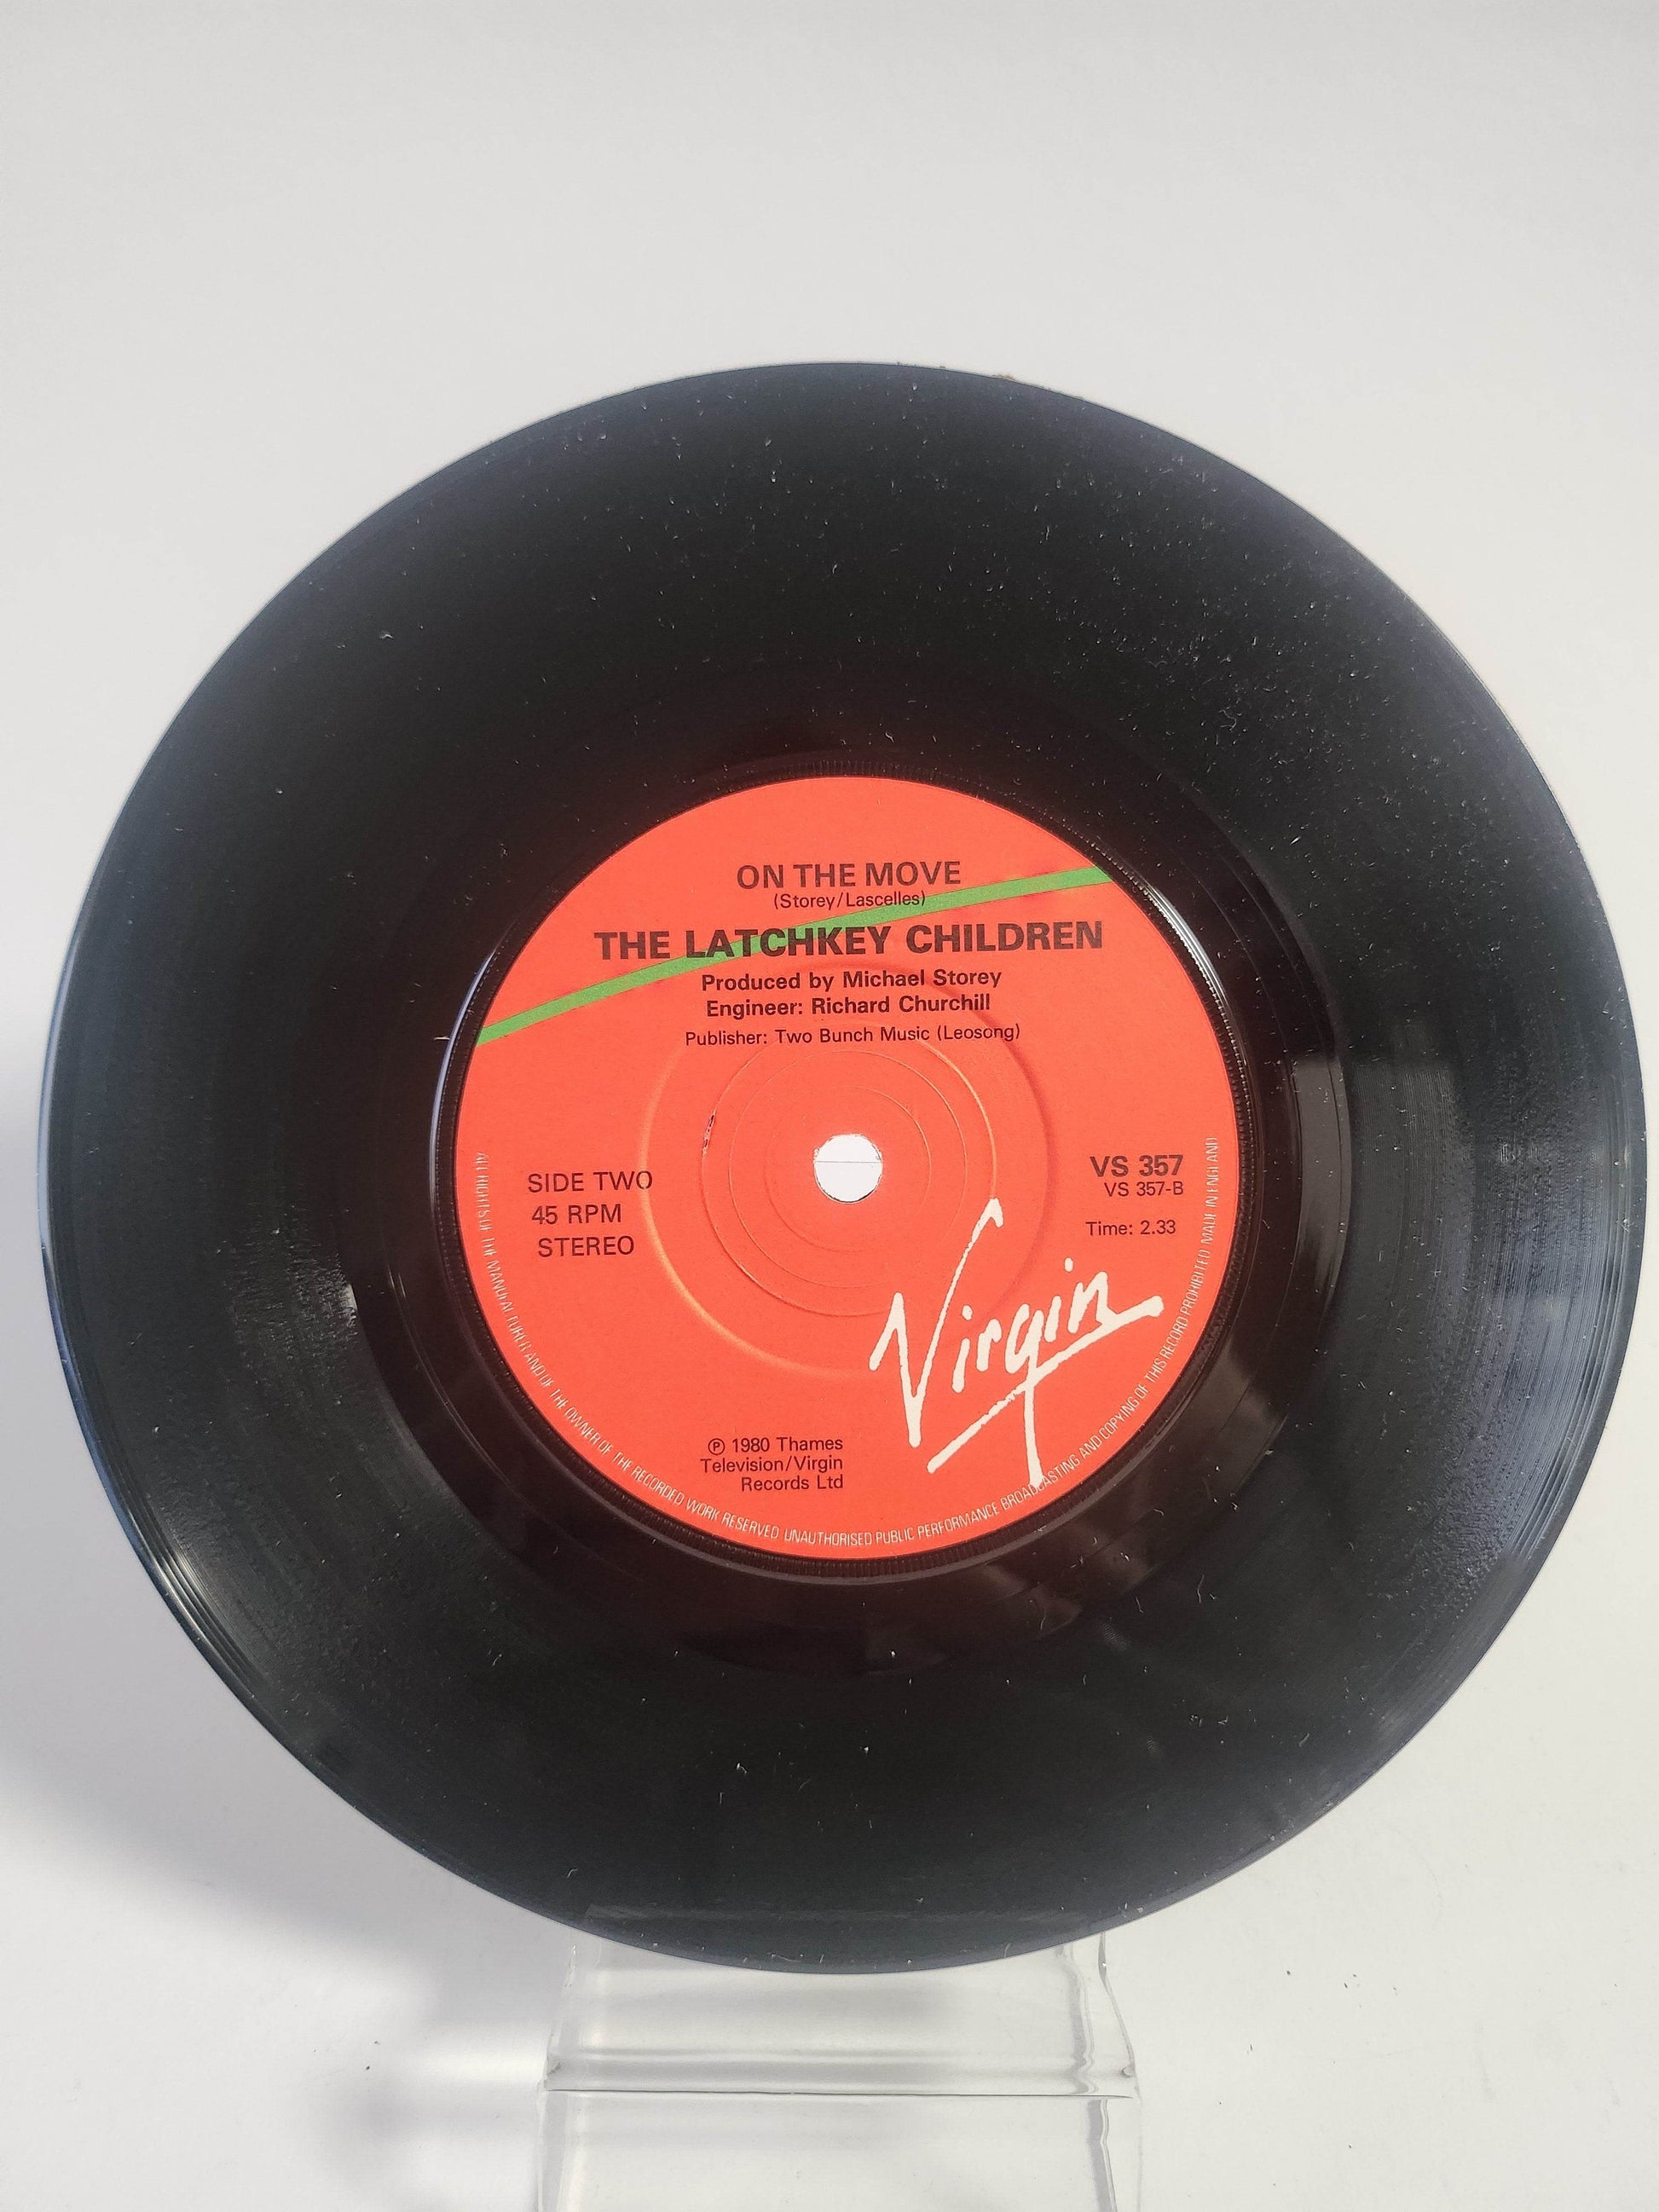 ON THE MOVE
(Storey/Lascelles)
THE LATCHKEY CHILDREN
Produced by Michael Storey
Engineer: Richard Churchill
Publisher: Two Bunch Music (Leosong)
SIDE TWO
45 RPM
STEREO
VS 357
VS 357-B
Time: 2.33
Virgin
℗ 1980 Thames
Television/Virgin
Records Ltd
ALL RIGHTS OF THE MANUFACTURER AND OF THE OWNER OF THE RECORDED WORK RESERVED UNAUTHORISED PUBLIC PERFORMANCE BROADCASTING AND COPYING OF THIS RECORD PROHIBITED MADE IN ENGLAND